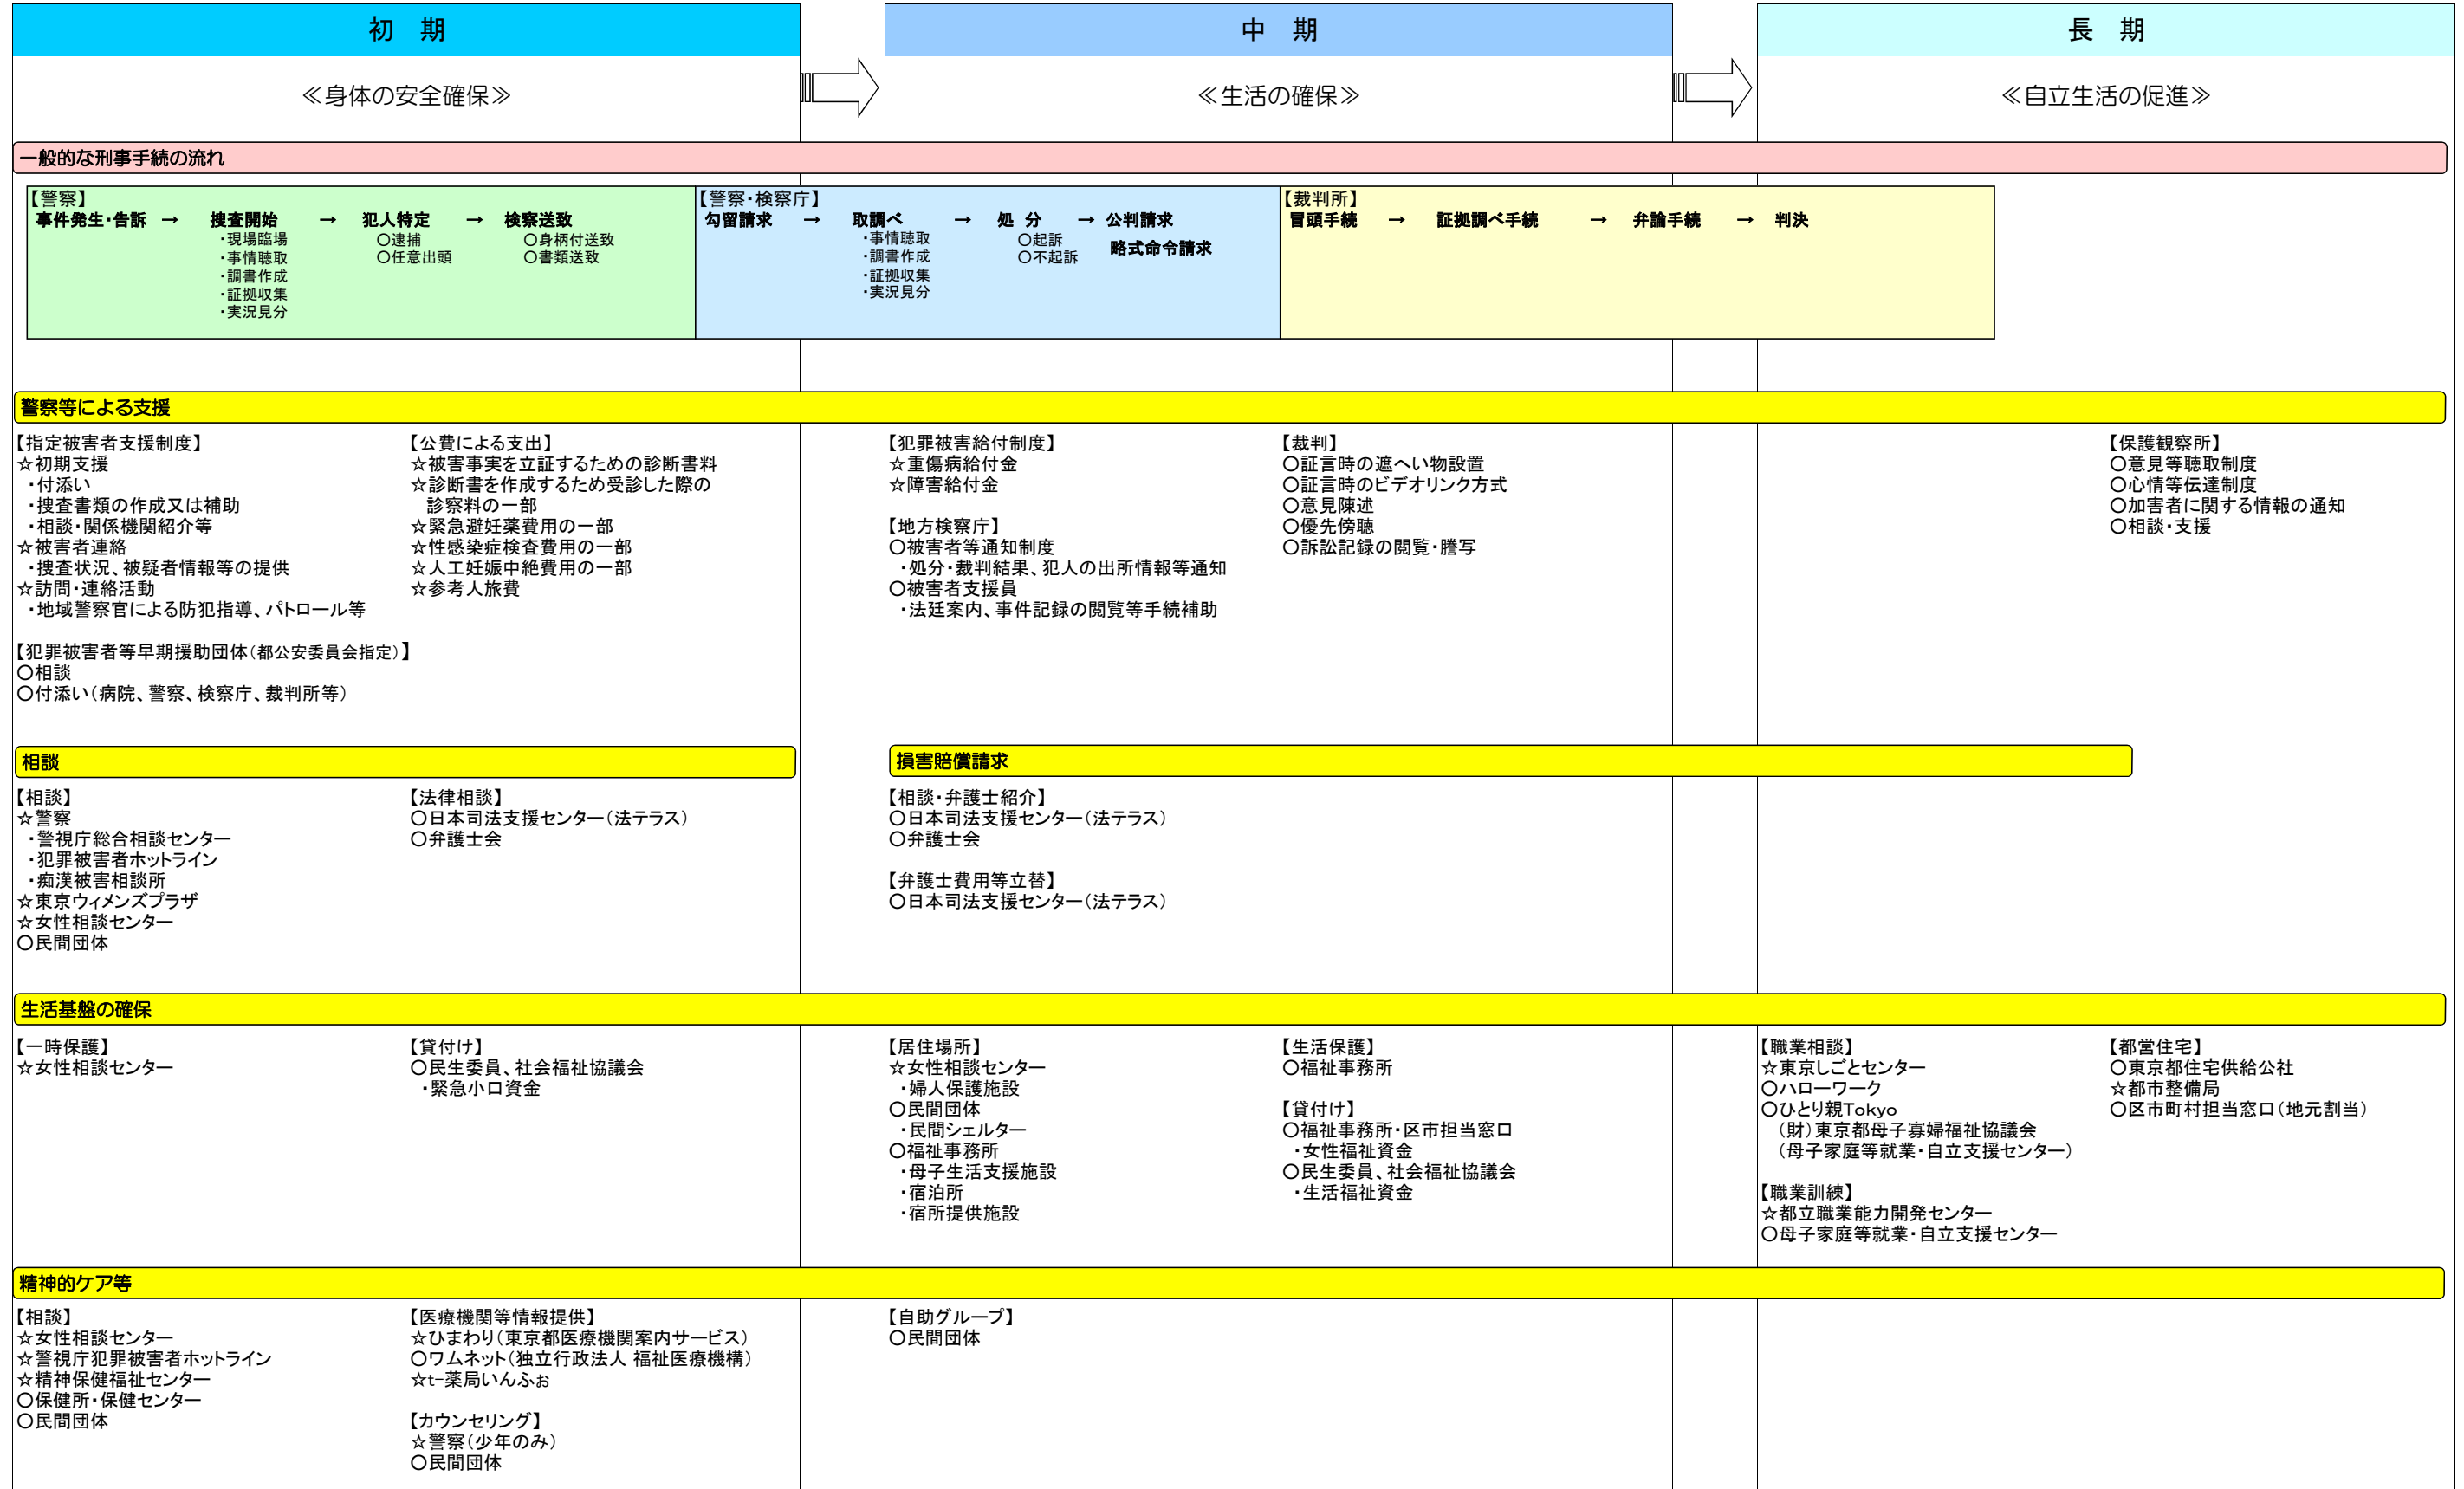 初　期
中　期
長　期
≪身体の安全確保≫
≪生活の確保≫
≪自立生活の促進≫
一般的な刑事手続の流れ
【警察】
事件発生・告訴　→　捜査開始　→　犯人特定　→　検察送致
・現場臨場
・事情聴取
・調書作成
・証拠収集
・実況見分
○逮捕
○任意出頭
○身柄付送致
○書類送致
【警察・検察庁】
勾留請求　→　取調べ　→　処　分　→　公判請求
略式命令請求
・事情聴取
・調書作成
・証拠収集
・実況見分
○起訴
○不起訴
【裁判所】
冒頭手続　→　証拠調べ手続　→　弁論手続　→　判決
警察等による支援
【指定被害者支援制度】
☆初期支援
・付添い
・捜査書類の作成又は補助
・相談・関係機関紹介等
☆被害者連絡
・捜査状況、被疑者情報等の提供
☆訪問・連絡活動
・地域警察官による防犯指導、パトロール等
【犯罪被害者等早期援助団体（都公安委員会指定）】
○相談
○付添い（病院、警察、検察庁、裁判所等）
【公費による支出】
☆被害事実を立証するための診断書料
☆診断書を作成するため受診した際の
診察料の一部
☆緊急避妊薬費用の一部
☆性感染症検査費用の一部
☆人工妊娠中絶費用の一部
☆参考人旅費
【犯罪被害給付制度】
☆重傷病給付金
☆障害給付金
【地方検察庁】
○被害者等通知制度
・処分・裁判結果、犯人の出所情報等通知
○被害者支援員
・法廷案内、事件記録の閲覧等手続補助
【裁判】
○証言時の遮へい物設置
○証言時のビデオリンク方式
○意見陳述
○優先傍聴
○訴訟記録の閲覧・謄写
【保護観察所】
○意見等聴取制度
○心情等伝達制度
○加害者に関する情報の通知
○相談・支援
相談
【相談】
☆警察
・警視庁総合相談センター
・犯罪被害者ホットライン
・痴漢被害相談所
☆東京ウィメンズプラザ
☆女性相談センター
○民間団体
【法律相談】
○日本司法支援センター（法テラス）
○弁護士会
損害賠償請求
【相談・弁護士紹介】
○日本司法支援センター（法テラス）
○弁護士会
【弁護士費用等立替】
○日本司法支援センター（法テラス）
生活基盤の確保
【一時保護】
☆女性相談センター
【貸付け】
○民生委員、社会福祉協議会
・緊急小口資金
【居住場所】
☆女性相談センター
・婦人保護施設
○民間団体
・民間シェルター
○福祉事務所
・母子生活支援施設
・宿泊所
・宿所提供施設
【生活保護】
○福祉事務所
【貸付け】
○福祉事務所・区市担当窓口
・女性福祉資金
○民生委員、社会福祉協議会
・生活福祉資金
【職業相談】
☆東京しごとセンター
○ハローワーク
○ひとり親Tokyo
（財）東京都母子寡婦福祉協議会
（母子家庭等就業・自立支援センター）
【職業訓練】
☆都立職業能力開発センター
○母子家庭等就業・自立支援センター
【都営住宅】
○東京都住宅供給公社
☆都市整備局
○区市町村担当窓口（地元割当）
精神的ケア等
【相談】
☆女性相談センター
☆警視庁犯罪被害者ホットライン
☆精神保健福祉センター
○保健所・保健センター
○民間団体
【医療機関等情報提供】
☆ひまわり（東京都医療機関案内サービス）
○ワムネット（独立行政法人 福祉医療機構）
☆t-薬局いんふぉ
【カウンセリング】
☆警察（少年のみ）
○民間団体
【自助グループ】
○民間団体